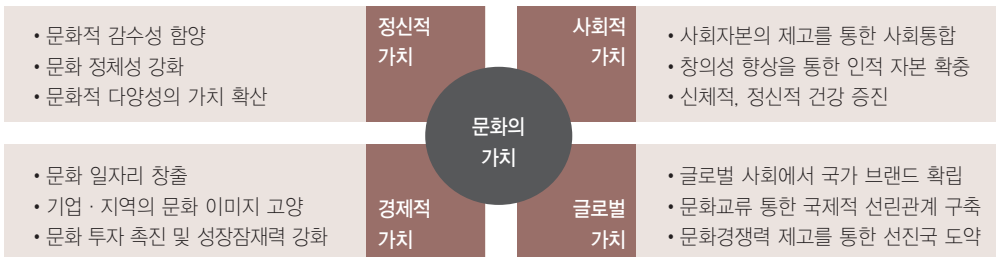 • 문화적 감수성 함양
• 문화 정체성 강화
• 문화적 다양성의 가치 확산
정신적
가치
사회적
가치
• 사회자본의 제고를 통한 사회통합
• 창의성 향상을 통한 인적 자본 확충
• 신체적, 정신적 건강 증진
문화의
가치
• 문화 일자리 창출
• 기업 · 지역의 문화 이미지 고양
• 문화 투자 촉진 및 성장잠재력 강화
경제적
가치
글로벌
가치
• 글로벌 사회에서 국가 브랜드 확립
• 문화교류 통한 국제적 선린관계 구축
• 문화경쟁력 제고를 통한 선진국 도약